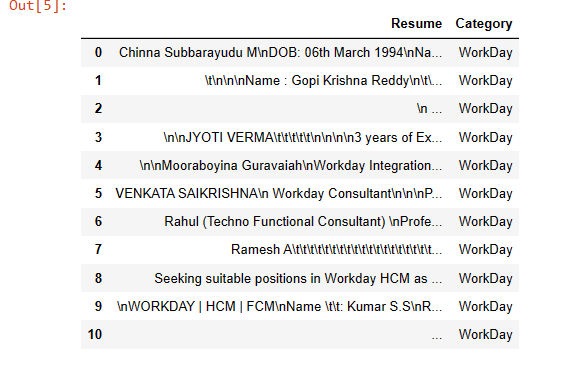 Out[5]:
Resume Category
0 Chinna Subbarayudu M\nDOB: 06th March 1994\nNa... WorkDay
1 \t\n\n\n\nName : Gopi Krishna Reddy\n\t\... WorkDay
2 \n ... WorkDay
3 \n\nJYOTI VERMA\t\t\t\t\t\n\n\n\n3 years of Ex... WorkDay
4 \n\nMooraboyina Guravaiah\nWorkday Integration... WorkDay
5 VENKATA SAIKRISHNA\n Workday Consultant\n\n\nP... WorkDay
6 Rahul (Techno Functional Consultant) \nProfe... WorkDay
7 Ramesh A\t\t\t\t\t\t\t\t\t\t\t\t\t\t\t\t\t\t\t... WorkDay
8 Seeking suitable positions in Workday HCM as ... WorkDay
9 \nWORKDAY | HCM | FCM\nName \t\t: Kumar S.S\nR... WorkDay
10 ... WorkDay